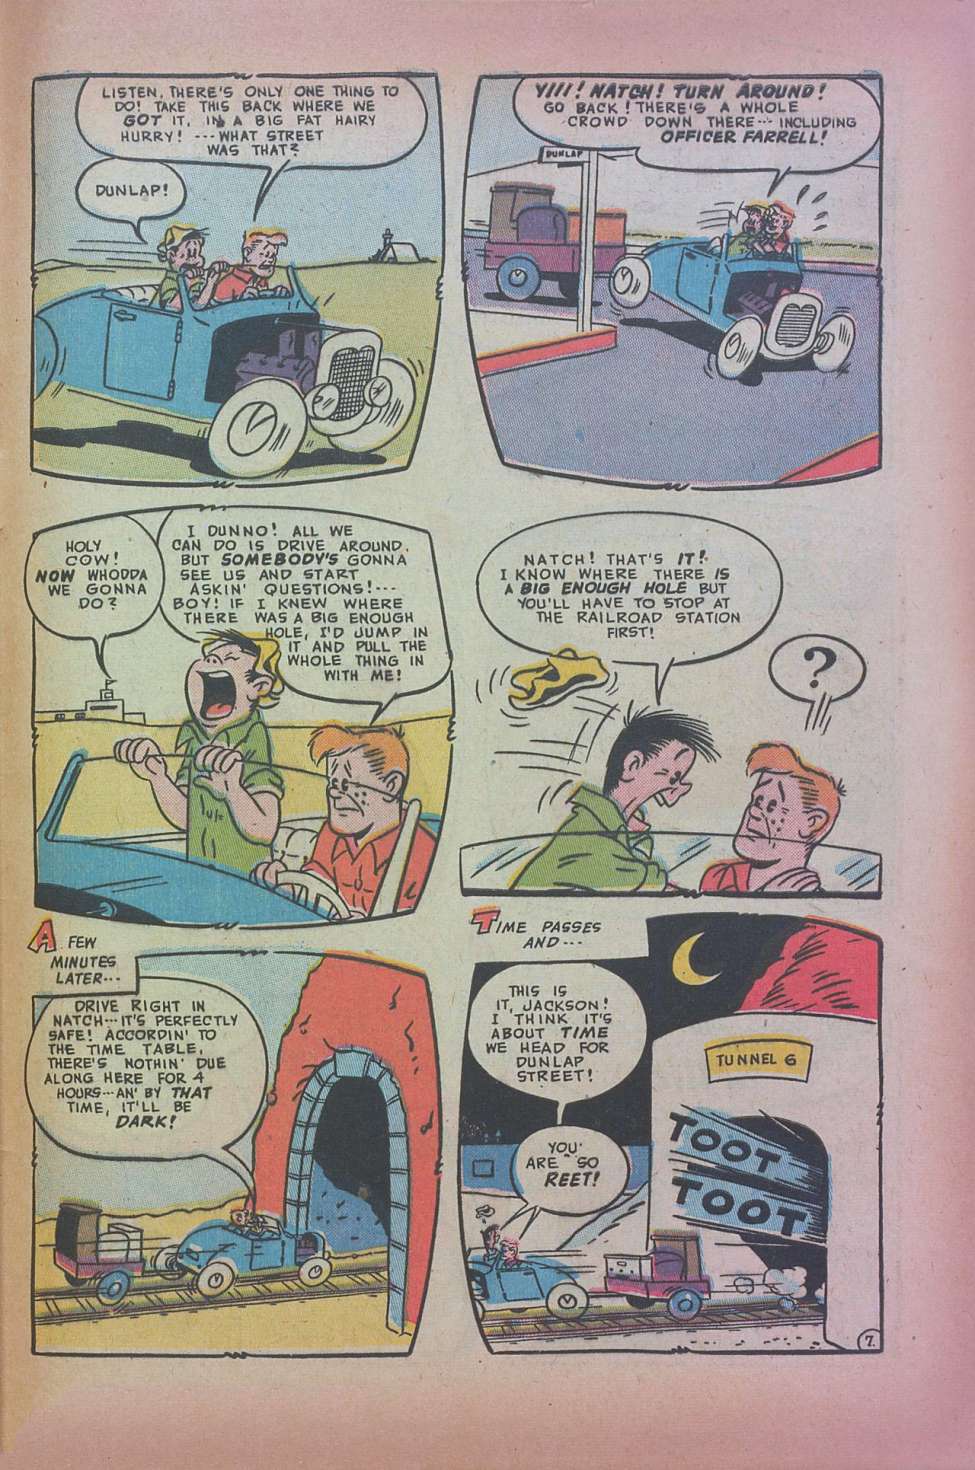 LISTEN, THERE'S ONLY ONE THING TO
DO! TAKE THIS BACK WHERE WE
GOT IT, IN A BIG FAT HAIRY
HURRY! --- WHAT STREET
WAS THAT?
DUNLAP!
YIII! NATCH! TURN AROUND!
GO BACK! THERE'S A WHOLE
CROWD DOWN THERE--- INCLUDING
OFFICER FARRELL!
DUNLAP
HOLY
COW!
NOW WHODDA
WE GONNA
DO?
I DUNNO! ALL WE
CAN DO IS DRIVE AROUND,
BUT SOMEBODY'S GONNA
SEE US AND START
ASKIN' QUESTIONS!---
BOY! IF I KNEW WHERE
THERE WAS A BIG ENOUGH
HOLE, I'D JUMP IN
IT AND PULL THE
WHOLE THING IN
WITH ME!
NATCH! THAT'S IT!
I KNOW WHERE THERE IS
A BIG ENOUGH HOLE BUT
YOU'LL HAVE TO STOP AT
THE RAILROAD STATION
FIRST!
?
A FEW
MINUTES
LATER---
DRIVE RIGHT IN
NATCH---IT'S PERFECTLY
SAFE! ACCORDIN' TO
THE TIME TABLE,
THERE'S NOTHIN' DUE
ALONG HERE FOR 4
HOURS---AN' BY THAT
TIME, IT'LL BE
DARK!
TIME PASSES
AND---
THIS IS
IT, JACKSON!
I THINK IT'S
ABOUT TIME
WE HEAD FOR
DUNLAP
STREET!
YOU
ARE SO
REET!
TUNNEL 6
TOOT
TOOT
7.